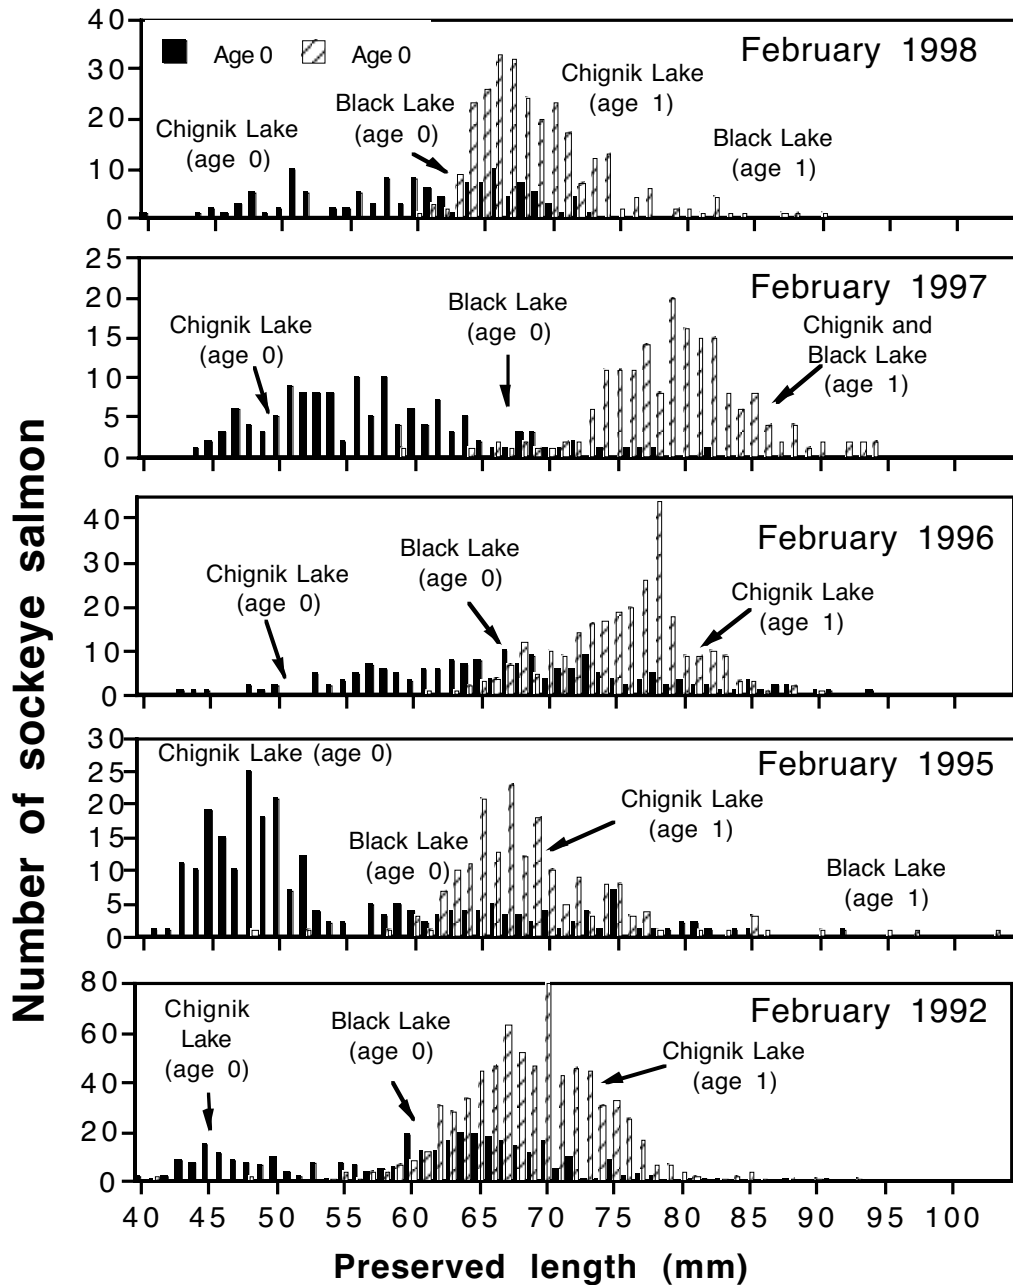 Number of sockeye salmon
40
30
20
10
0
Age 0
Age 0
February 1998
Chignik Lake
(age 0)
Black Lake
(age 0)
Chignik Lake
(age 1)
Black Lake
(age 1)
25
20
15
10
5
0
February 1997
Chignik Lake
(age 0)
Black Lake
(age 0)
Chignik and
Black Lake
(age 1)
40
30
20
10
0
February 1996
Chignik Lake
(age 0)
Black Lake
(age 0)
Chignik Lake
(age 1)
30
25
20
15
10
5
0
February 1995
Chignik Lake (age 0)
Black Lake
(age 0)
Chignik Lake
(age 1)
Black Lake
(age 1)
80
60
40
20
0
February 1992
Chignik
Lake
(age 0)
Black Lake
(age 0)
Chignik Lake
(age 1)
40 45 50 55 60 65 70 75 80 85 90 95 100
Preserved length (mm)